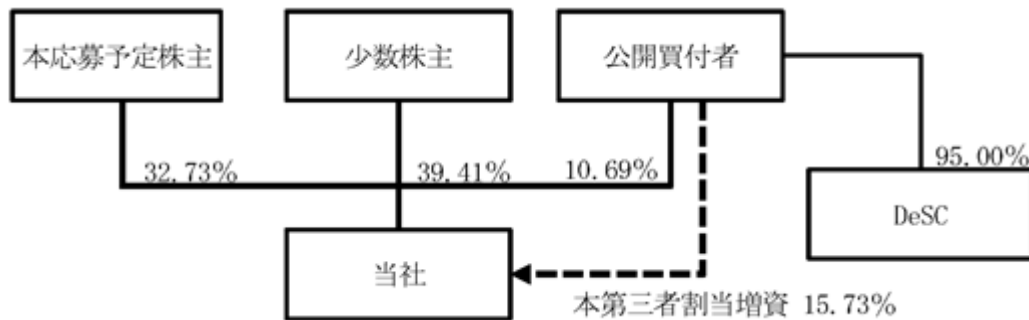 本応募予定株主
少数株主
公開買付者
32.73%
39.41%
10.69%
95.00%
DeSC
当社
本第三者割当増資 15.73%